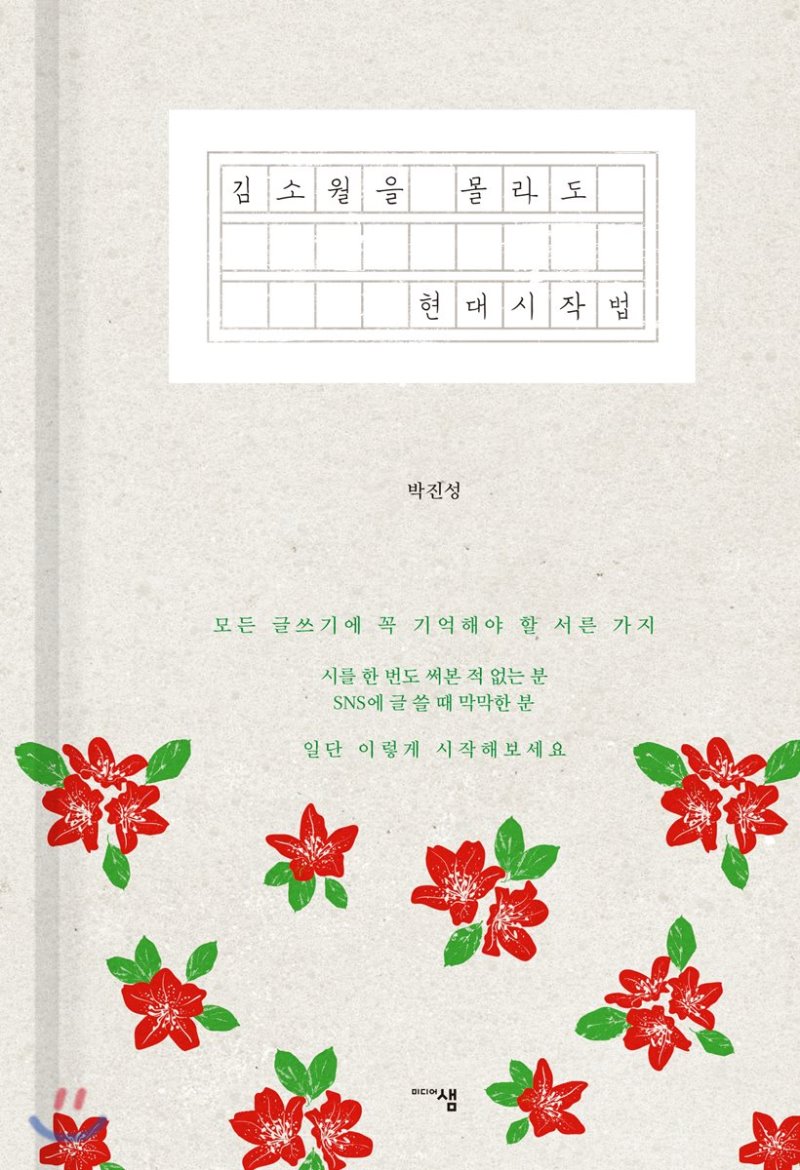 김소월을 몰라도
현대시작법
박진성
모든 글쓰기에 꼭 기억해야 할 서른 가지
시를 한 번도 써본 적 없는 분
SNS에 글 쓸 때 막막한 분
일단 이렇게 시작해보세요
미디어샘